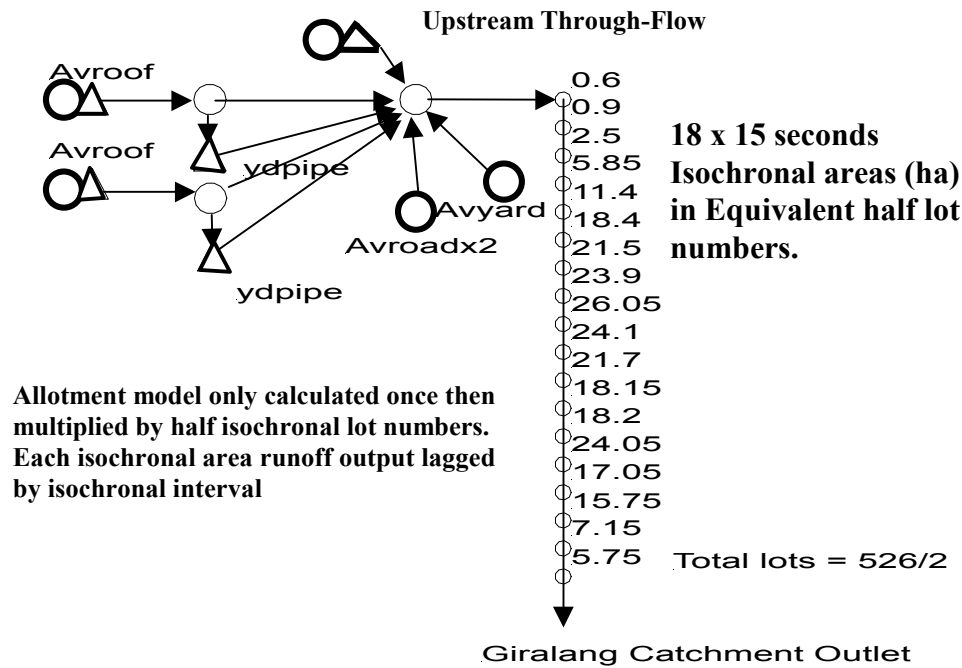 Upstream Through-Flow
Avroof
Avroof
ydpipe
ydpipe
Avyard
Avroadx2
0.6
0.9
2.5
5.85
11.4
18.4
21.5
23.9
26.05
24.1
21.7
18.15
18.2
24.05
17.05
15.75
7.15
5.75
18 x 15 seconds
Isochronal areas (ha)
in Equivalent half lot
numbers.
Allotment model only calculated once then
multiplied by half isochronal lot numbers.
Each isochronal area runoff output lagged
by isochronal interval
Total lots = 526/2
Giralang Catchment Outlet